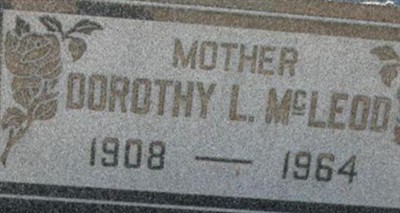 MOTHER
DOROTHY L. McLEOD
1908 — 1964